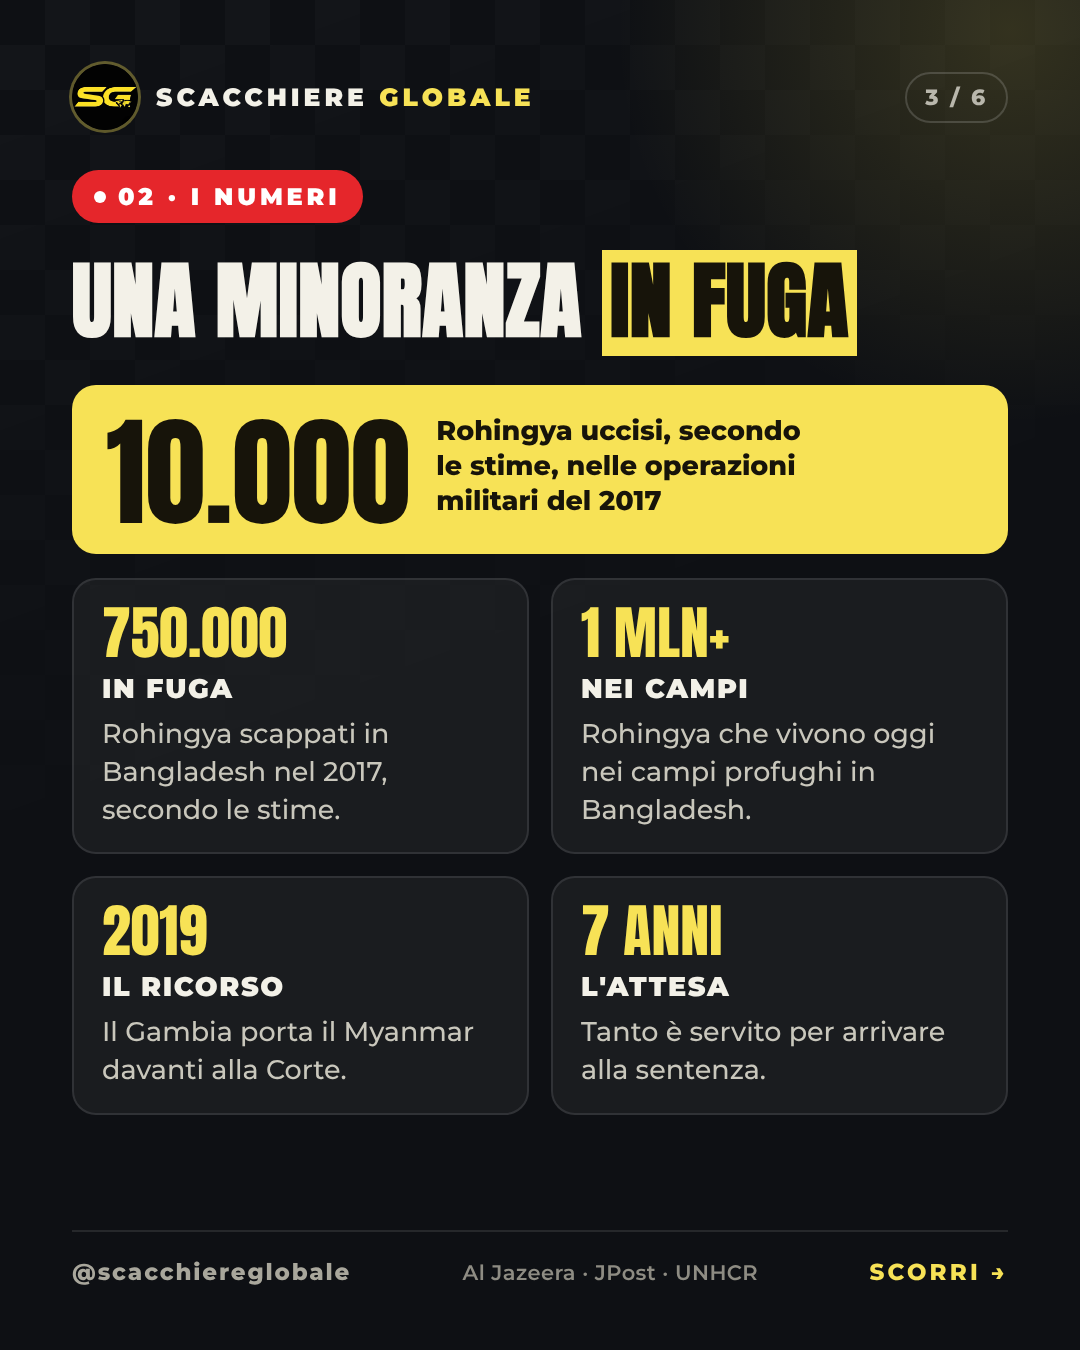 SG
SCACCHIERE GLOBALE
3 / 6
02 · I NUMERI
UNA MINORANZA IN FUGA
10.000
Rohingya uccisi, secondo
le stime, nelle operazioni
militari del 2017
750.000
IN FUGA
Rohingya scappati in
Bangladesh nel 2017,
secondo le stime.
1 MLN+
NEI CAMPI
Rohingya che vivono oggi
nei campi profughi in
Bangladesh.
2019
IL RICORSO
Il Gambia porta il Myanmar
davanti alla Corte.
7 ANNI
L'ATTESA
Tanto è servito per arrivare
alla sentenza.
@scacchiereglobale
Al Jazeera · JPost · UNHCR
SCORRI →